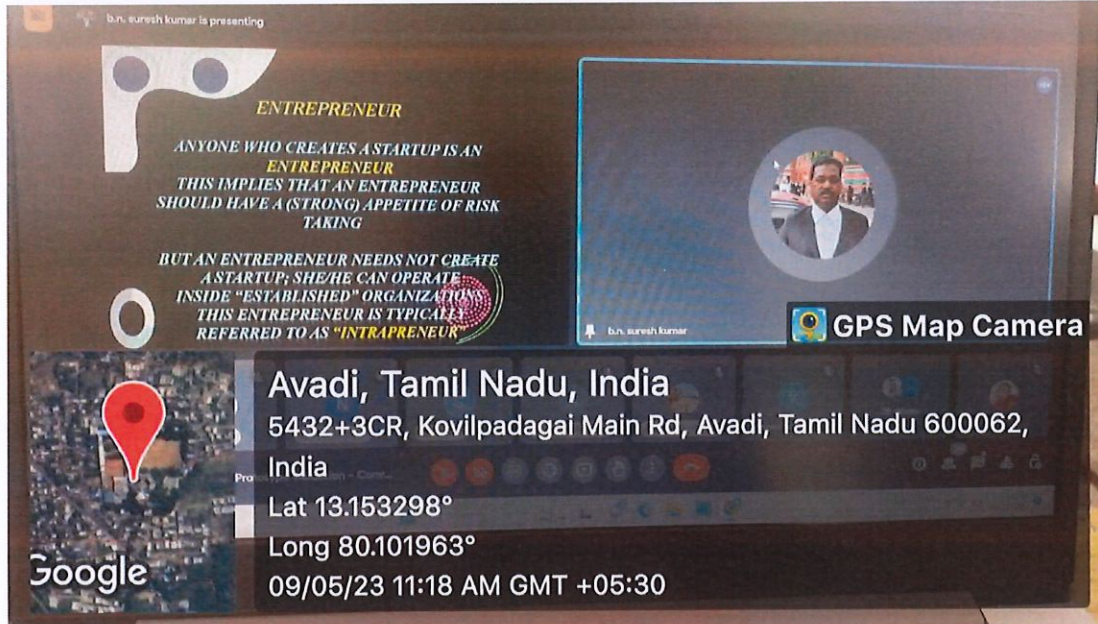 b.n. suresh kumar is presenting
ENTREPRENEUR
ANYONE WHO CREATES A STARTUP IS AN
ENTREPRENEUR
THIS IMPLIES THAT AN ENTREPRENEUR
SHOULD HAVE A (STRONG) APPETITE OF RISK
TAKING
BUT AN ENTREPRENEUR NEEDS NOT CREATE
A STARTUP; SHE/HE CAN OPERATE
INSIDE "ESTABLISHED" ORGANIZATIONS
THIS ENTREPRENEUR IS TYPICALLY
REFERRED TO AS "INTRAPRENEUR"
b.n. suresh kumar
GPS Map Camera
Avadi, Tamil Nadu, India
5432+3CR, Kovilpadagai Main Rd, Avadi, Tamil Nadu 600062,
India
Lat 13.153298°
Long 80.101963°
09/05/23 11:18 AM GMT +05:30
Google